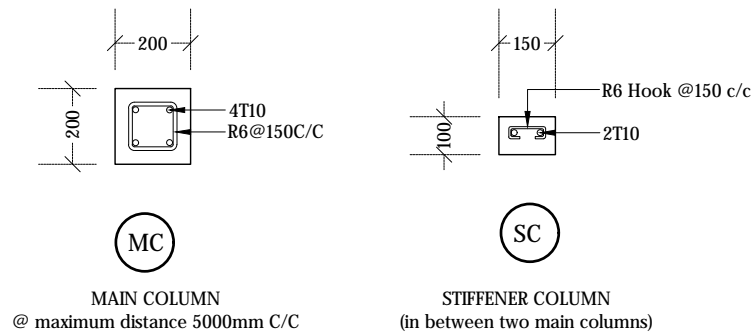 200
200
4T10
R6@150C/C
MC
MAIN COLUMN
@ maximum distance 5000mm C/C
150
100
R6 Hook @150 c/c
2T10
SC
STIFFENER COLUMN
(in between two main columns)